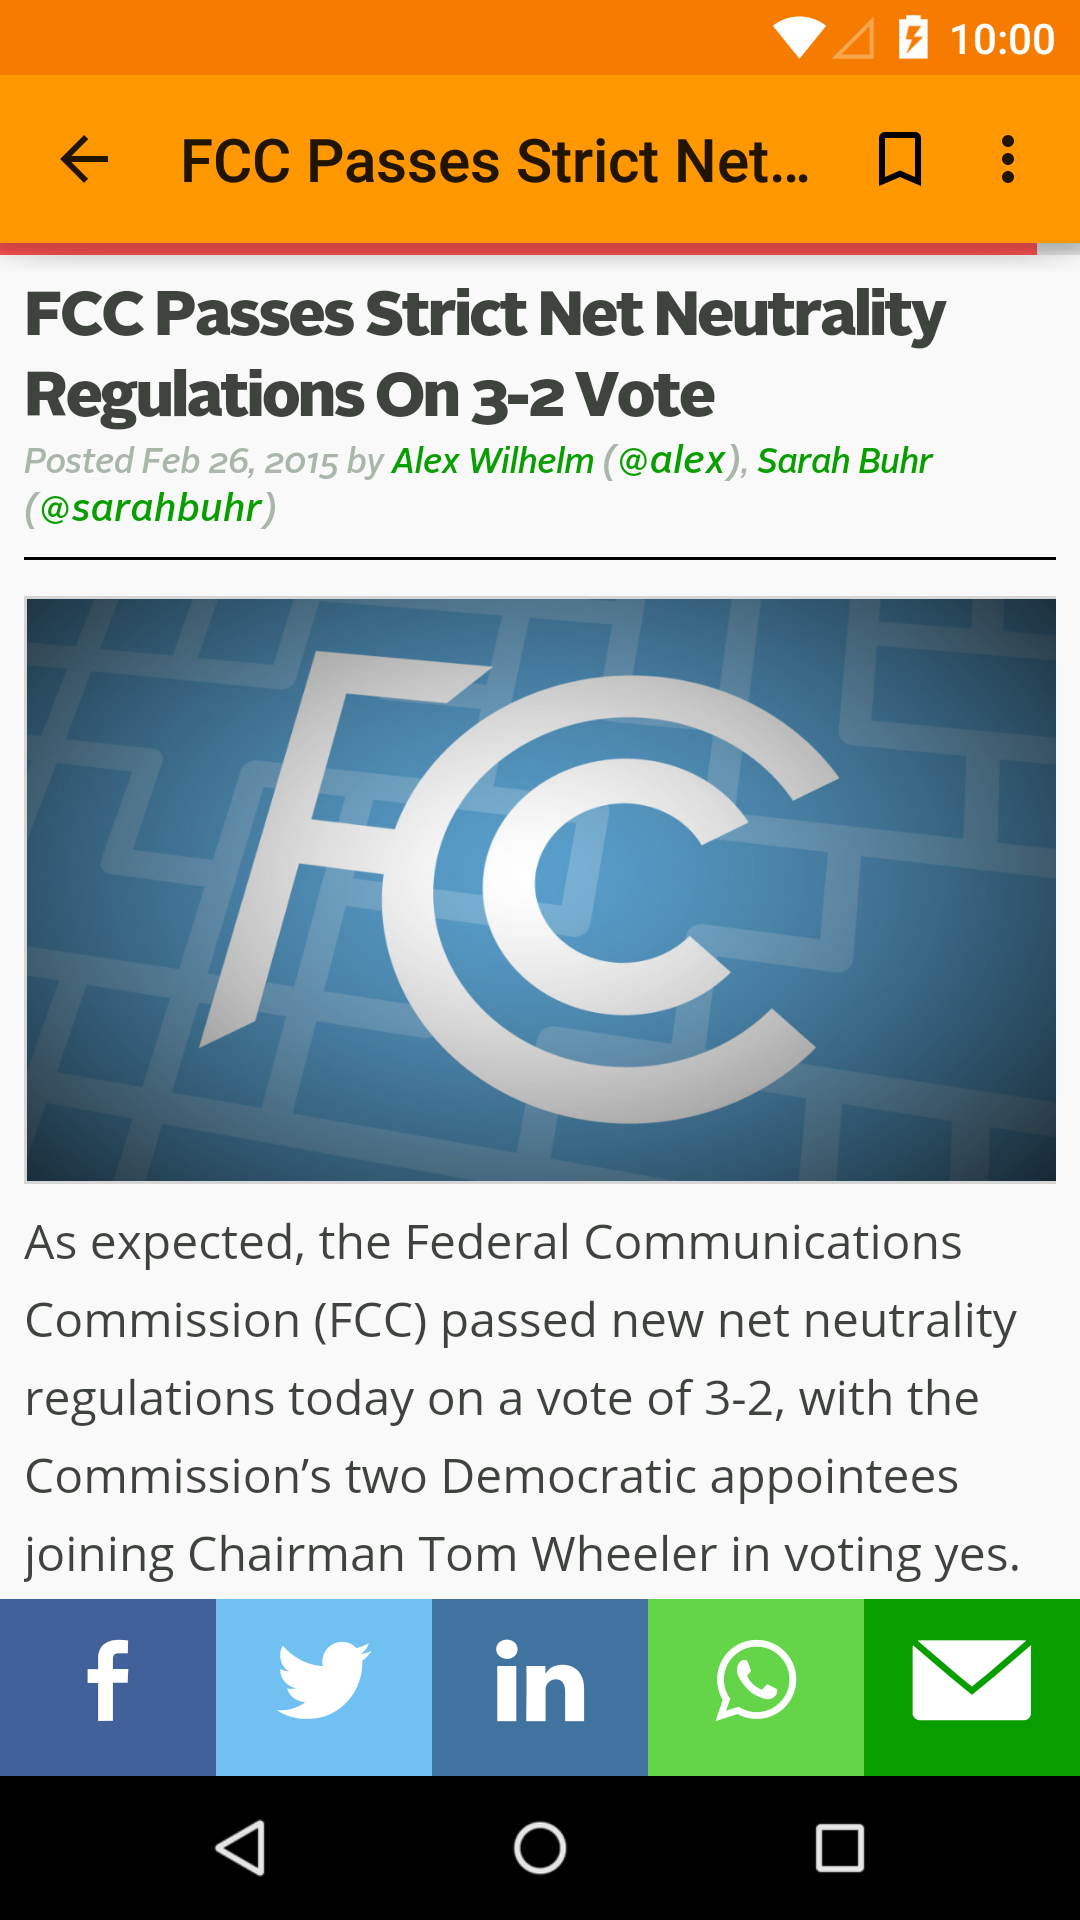 10:00
FCC Passes Strict Net...
FCC Passes Strict Net Neutrality
Regulations On 3-2 Vote
Posted Feb 26, 2015 by Alex Wilhelm (@alex), Sarah Buhr
(@sarahbuhr)
FCC
As expected, the Federal Communications
Commission (FCC) passed new net neutrality
regulations today on a vote of 3-2, with the
Commission’s two Democratic appointees
joining Chairman Tom Wheeler in voting yes.
f
in